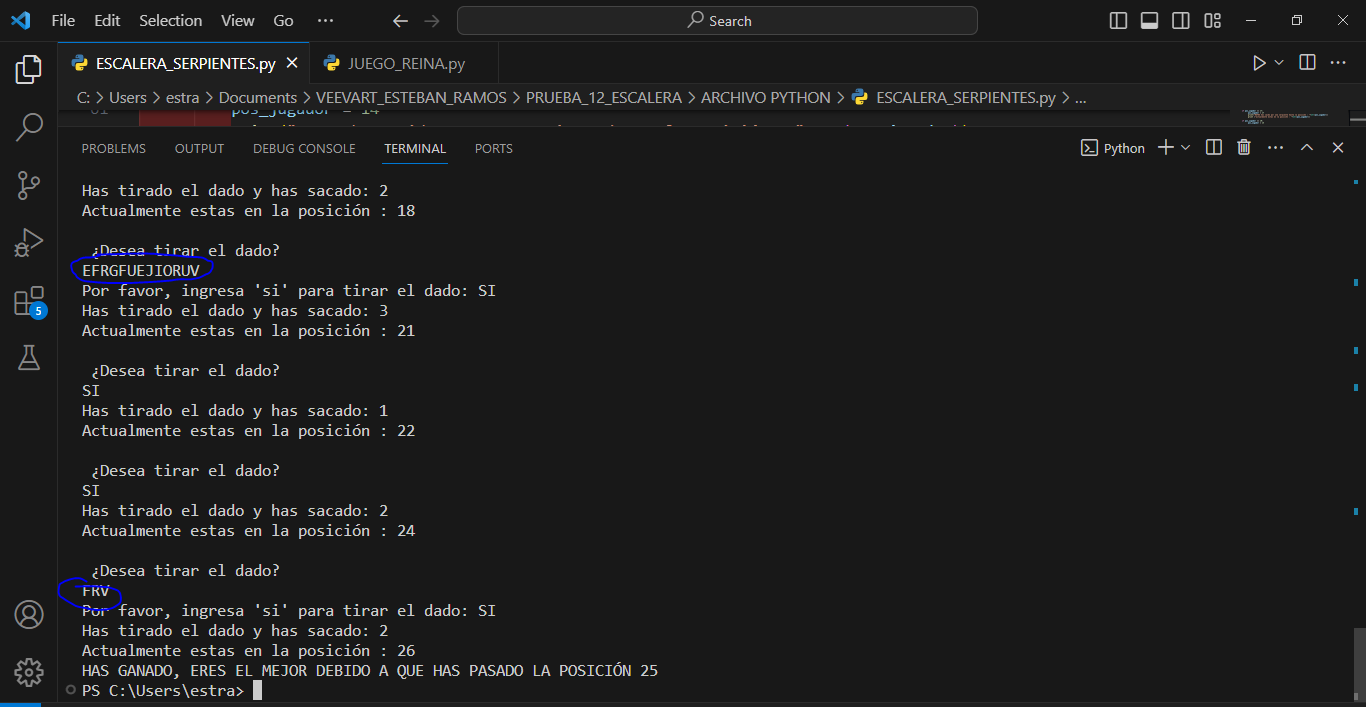 File Edit Selection View Go ··· Search
ESCALERA_SERPIENTES.py JUEGO_REINA.py
C: > Users > estra > Documents > VEEVART_ESTEBAN_RAMOS > PRUEBA_12_ESCALERA > ARCHIVO PYTHON > ESCALERA_SERPIENTES.py > ...
pos_jugador = 14
PROBLEMS OUTPUT DEBUG CONSOLE TERMINAL PORTS Python
Has tirado el dado y has sacado: 2
Actualmente estas en la posición : 18
¿Desea tirar el dado?
EFRGFUEJIORUV
Por favor, ingresa 'si' para tirar el dado: SI
Has tirado el dado y has sacado: 3
Actualmente estas en la posición : 21
¿Desea tirar el dado?
SI
Has tirado el dado y has sacado: 1
Actualmente estas en la posición : 22
¿Desea tirar el dado?
SI
Has tirado el dado y has sacado: 2
Actualmente estas en la posición : 24
¿Desea tirar el dado?
FRV
Por favor, ingresa 'si' para tirar el dado: SI
Has tirado el dado y has sacado: 2
Actualmente estas en la posición : 26
HAS GANADO, ERES EL MEJOR DEBIDO A QUE HAS PASADO LA POSICIÓN 25
PS C:\Users\estra>
5